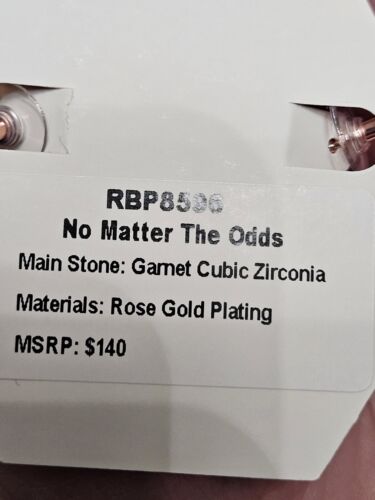 RBP8596
No Matter The Odds
Main Stone: Garnet Cubic Zirconia
Materials: Rose Gold Plating
MSRP: $140